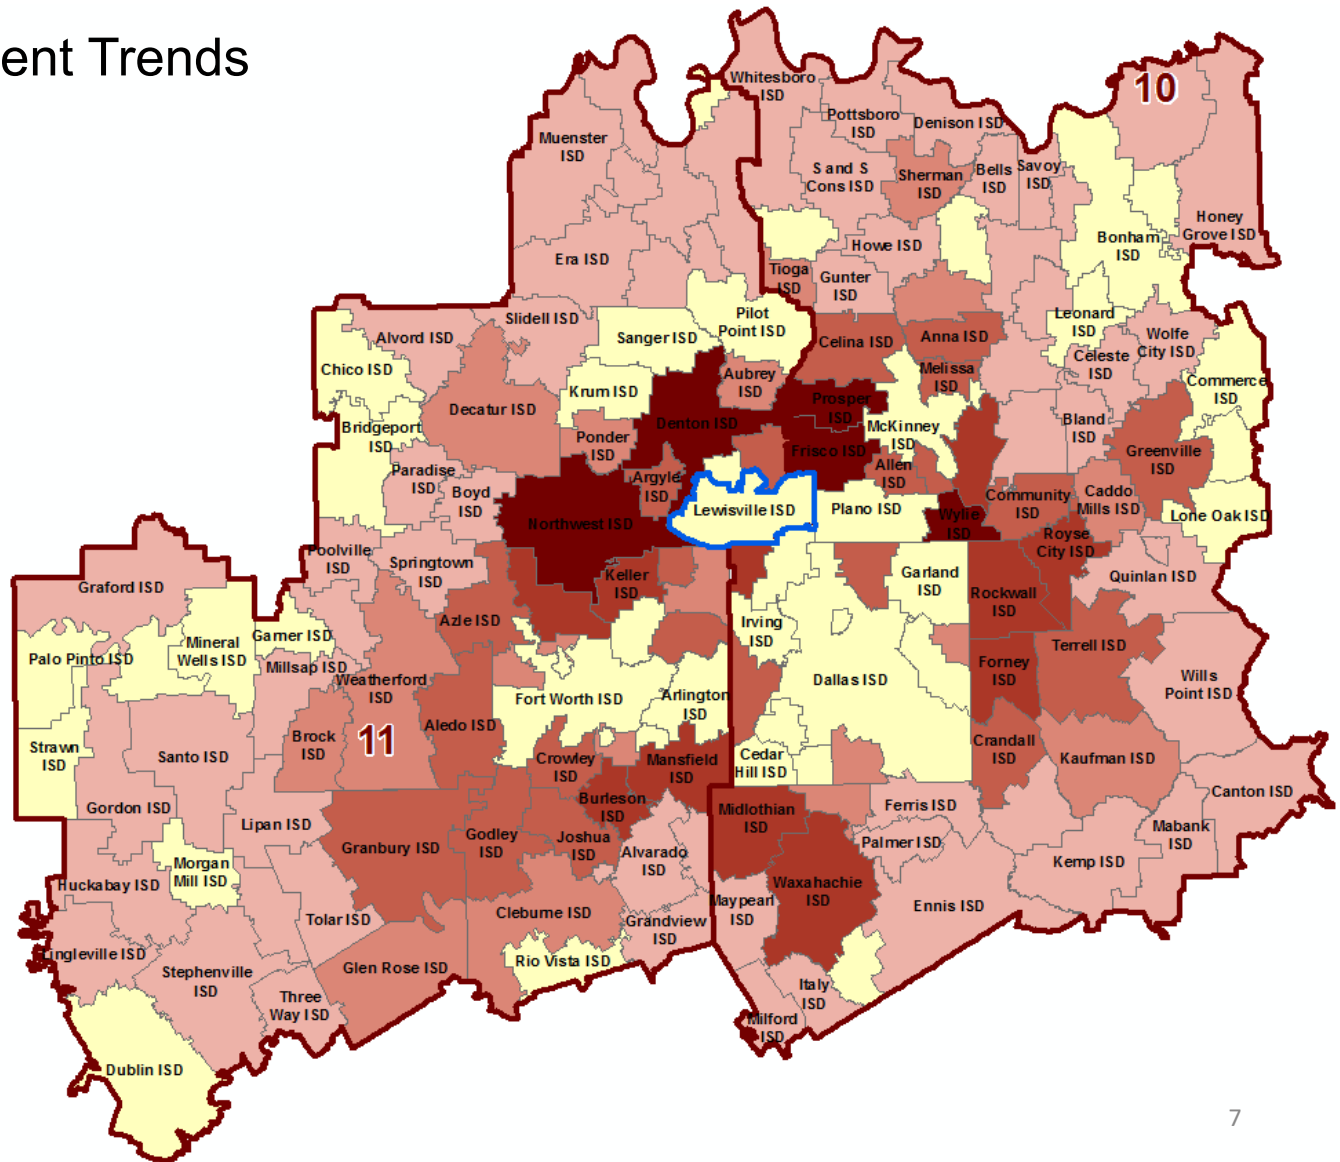 ent Trends
Whitesboro
ISD
10
Pottsboro
ISD
Denison ISD
Muenster
ISD
S and S
Cons ISD
Sherman
ISD
Bells
ISD
Savoy
ISD
Honey
Grove ISD
Bonham
ISD
Howe ISD
Era ISD
Tioga
ISD
Gunter
ISD
Slidell ISD
Pilot
Point ISD
Leonard
ISD
Wolfe
City ISD
Alvord ISD
Sanger ISD
Celina ISD
Anna ISD
Celeste
ISD
Chico ISD
Krum ISD
Aubrey
ISD
Melissa
ISD
Commerce
ISD
Decatur ISD
Prosper
ISD
Bridgeport
ISD
Denton ISD
McKinney
ISD
Bland
ISD
Ponder
ISD
Frisco ISD
Greenville
ISD
Paradise
ISD
Boyd
ISD
Argyle
ISD
Allen
ISD
Community
ISD
Caddo
Mills ISD
Northwest ISD
Lewisville ISD
Plano ISD
Wylie
ISD
Lone Oak ISD
Royse
City ISD
Poolville
ISD
Springtown
ISD
Graford ISD
Keller
ISD
Garland
ISD
Rockwall
ISD
Quinlan ISD
Azle ISD
Irving
ISD
Garner ISD
Mineral
Wells ISD
Palo Pinto ISD
Millsap ISD
Terrell ISD
Weatherford
ISD
Fort Worth ISD
Arlington
ISD
Dallas ISD
Forney
ISD
Wills
Point ISD
11
Brock
ISD
Aledo ISD
Strawn
ISD
Santo ISD
Crowley
ISD
Mansfield
ISD
Cedar
Hill ISD
Crandall
ISD
Kaufman ISD
Gordon ISD
Burleson
ISD
Midlothian
ISD
Ferris ISD
Canton ISD
Lipan ISD
Granbury ISD
Godley
ISD
Joshua
ISD
Alvarado
ISD
Palmer ISD
Mabank
ISD
Morgan
Mill ISD
Kemp ISD
Huckabay ISD
Waxahachie
ISD
Maypearl
ISD
Ennis ISD
Tolar ISD
Cleburne ISD
Grandview
ISD
Lingleville ISD
Rio Vista ISD
Glen Rose ISD
Stephenville
ISD
Three
Way ISD
Italy
ISD
Milford
ISD
Dublin ISD
7